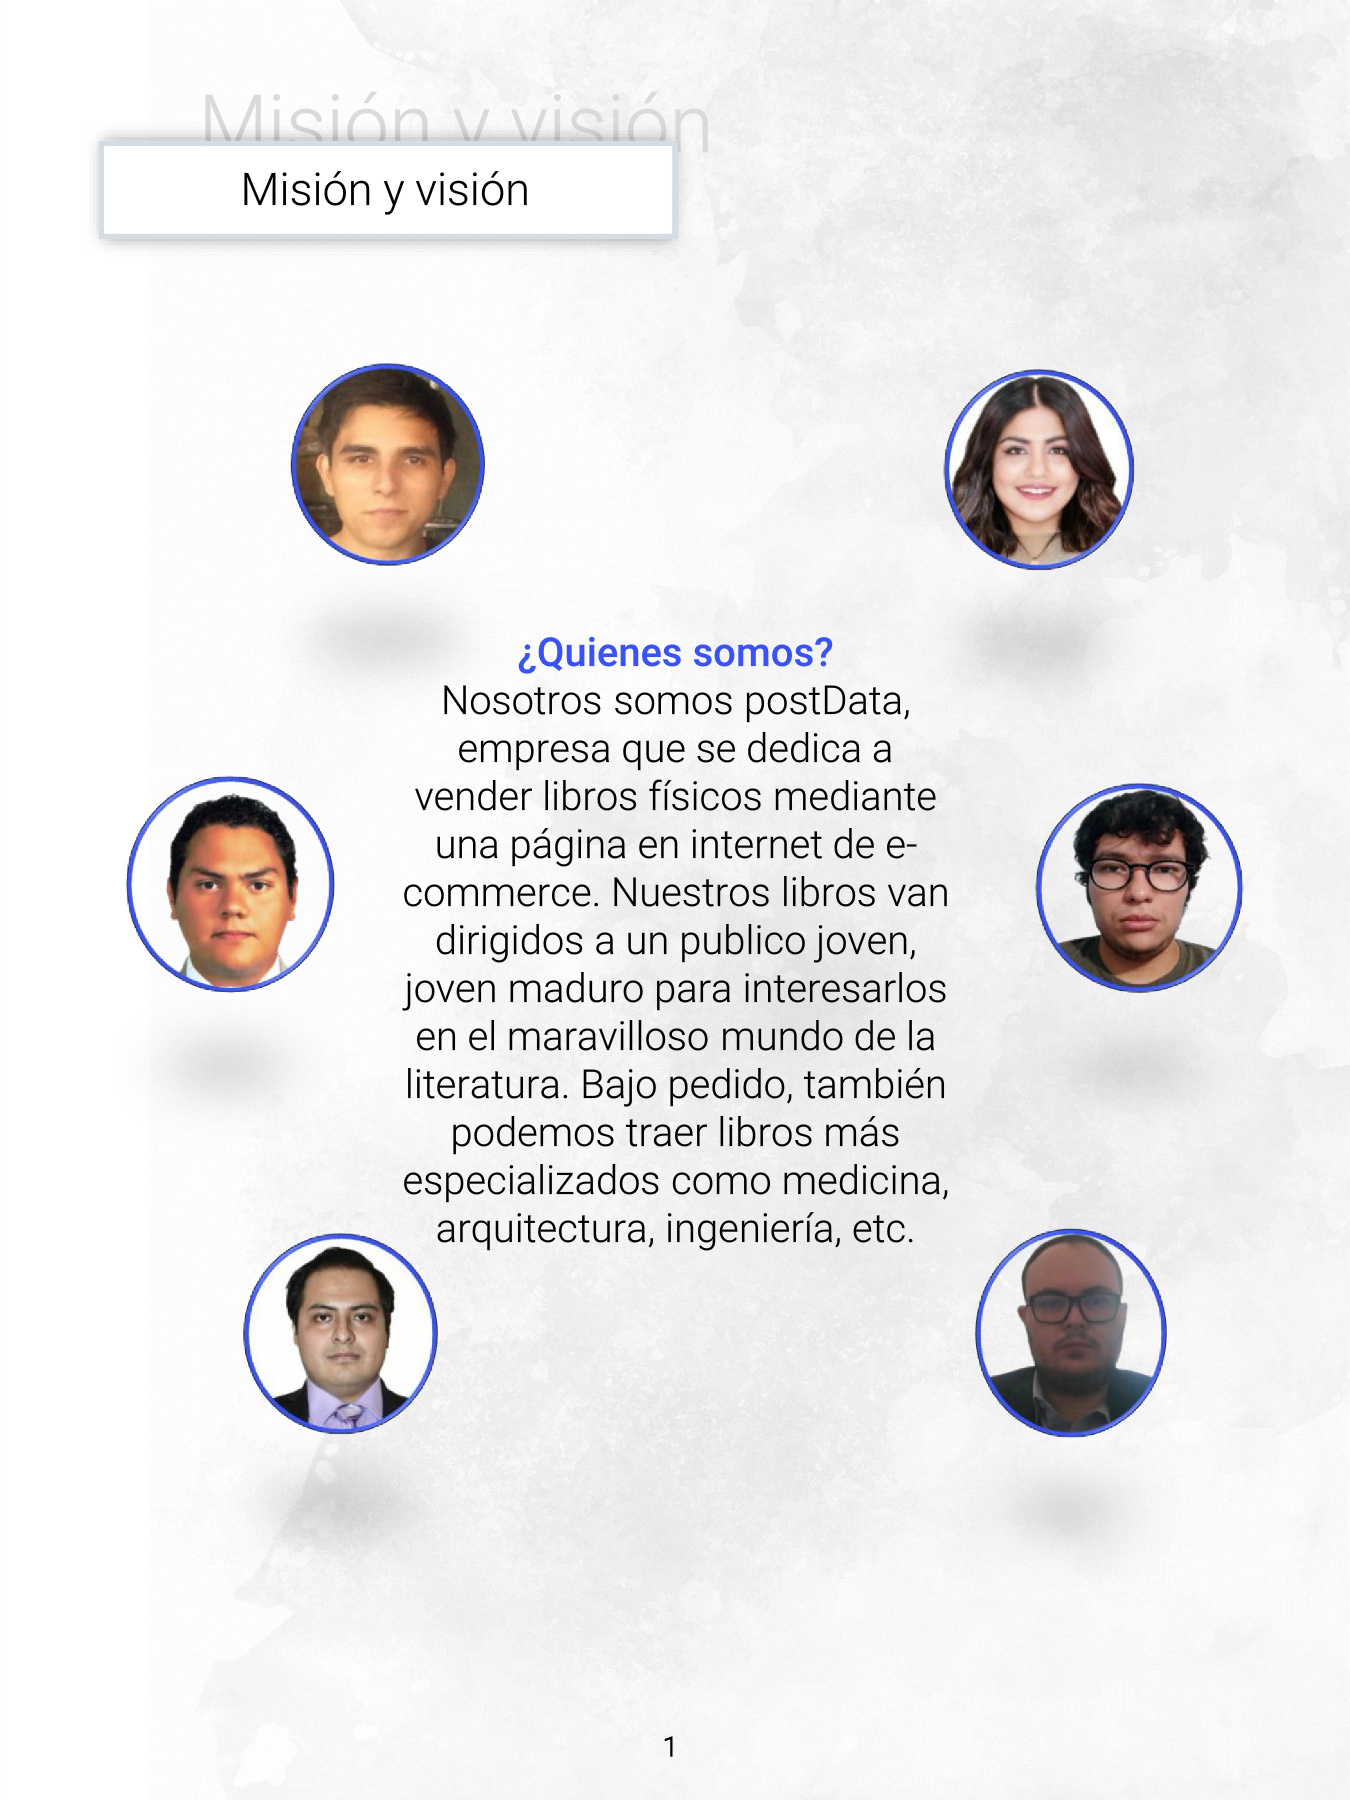 Misión y visión
Misión y visión
¿Quienes somos?
Nosotros somos postData,
empresa que se dedica a
vender libros físicos mediante
una página en internet de e-
commerce. Nuestros libros van
dirigidos a un publico joven,
joven maduro para interesarlos
en el maravilloso mundo de la
literatura. Bajo pedido, también
podemos traer libros más
especializados como medicina,
arquitectura, ingeniería, etc.
1